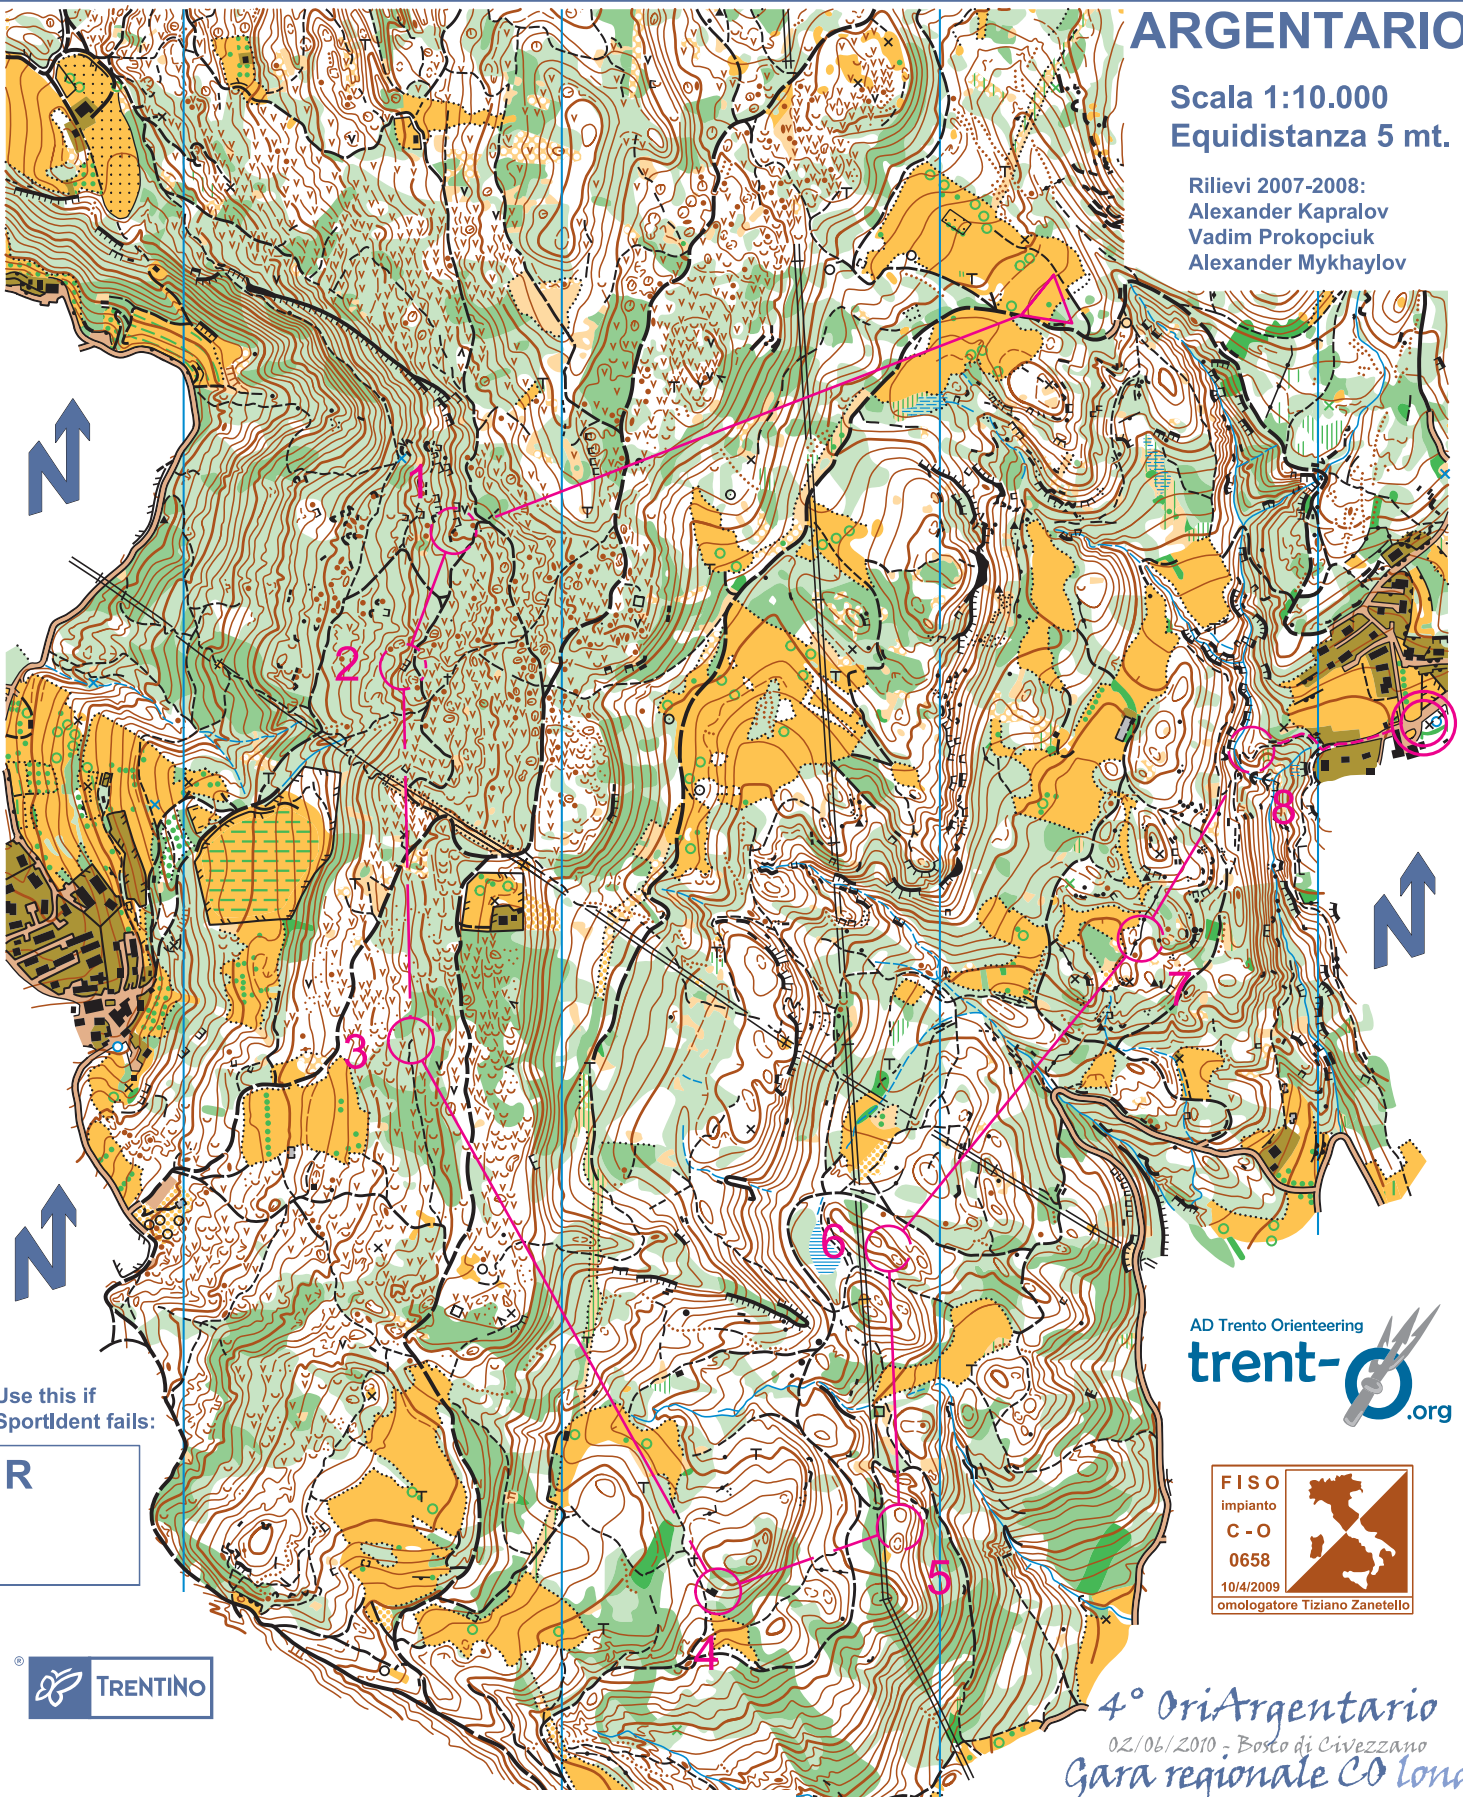 ARGENTARIO
Scala 1:10.000
Equidistanza 5 mt.
Rilievi 2007-2008:
Alexander Kapralov
Vadim Prokopciuk
Alexander Mykhaylov
N
1
2
3
4
5
6
7
8
N
N
Use this if
SportIdent fails:
R
AD Trento Orienteering
trent-O
.org
FISO
impianto
C - O
0658
10/4/2009
omologatore Tiziano Zanetello
® TRENTINO
4° OriArgentario
02/06/2010 - Bosco di Civezzano
Gara regionale CO long